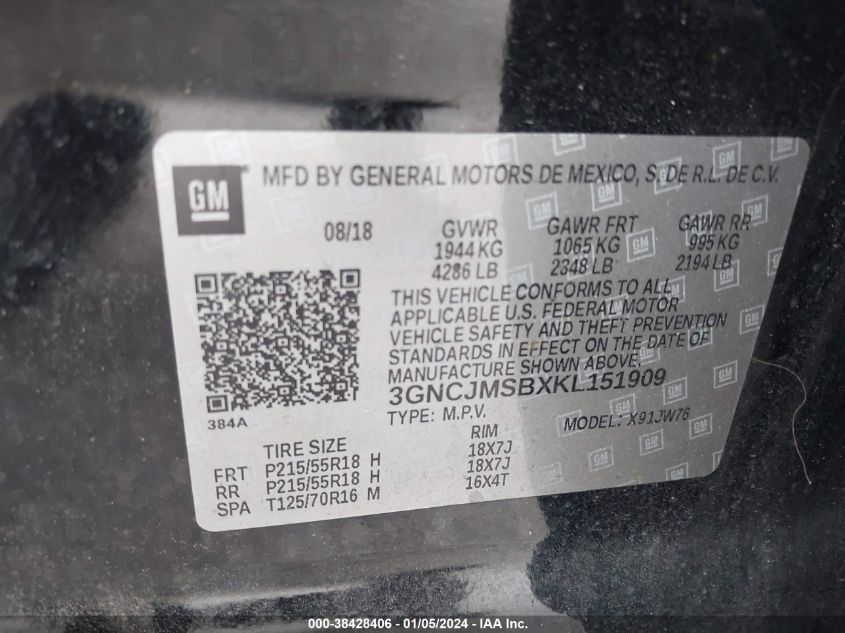 GM MFD BY GENERAL MOTORS DE MEXICO, S. DE R.L. DE C.V.
08/18 GVWR GAWR FRT GAWR RR
1944 KG 1065 KG 995 KG
4286 LB 2348 LB 2194 LB
THIS VEHICLE CONFORMS TO ALL
APPLICABLE U.S. FEDERAL MOTOR
VEHICLE SAFETY AND THEFT PREVENTION
STANDARDS IN EFFECT ON THE DATE OF
MANUFACTURE SHOWN ABOVE.
3GNCJMSBXKL151909
384A
TYPE: M.P.V. MODEL: X91JW76
TIRE SIZE RIM
FRT P215/55R18 H 18X7J
RR P215/55R18 H 18X7J
SPA T125/70R16 M 16X4T
000-38428406 - 01/05/2024 - IAAI.COM